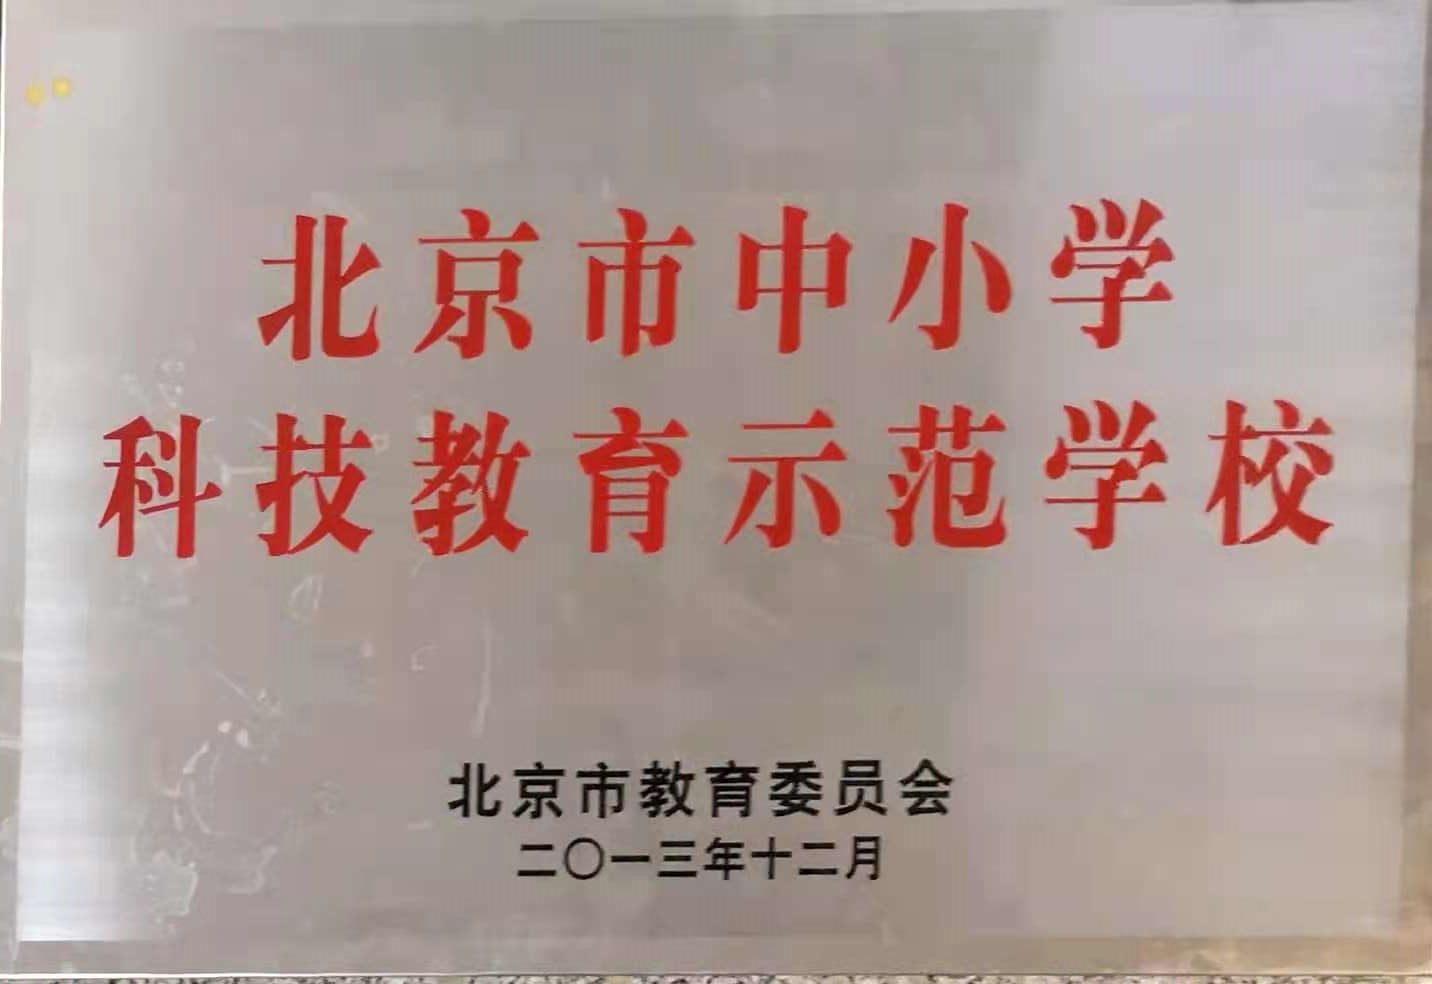 北京市中小学
科技教育示范学校
北京市教育委员会
二〇一三年十二月